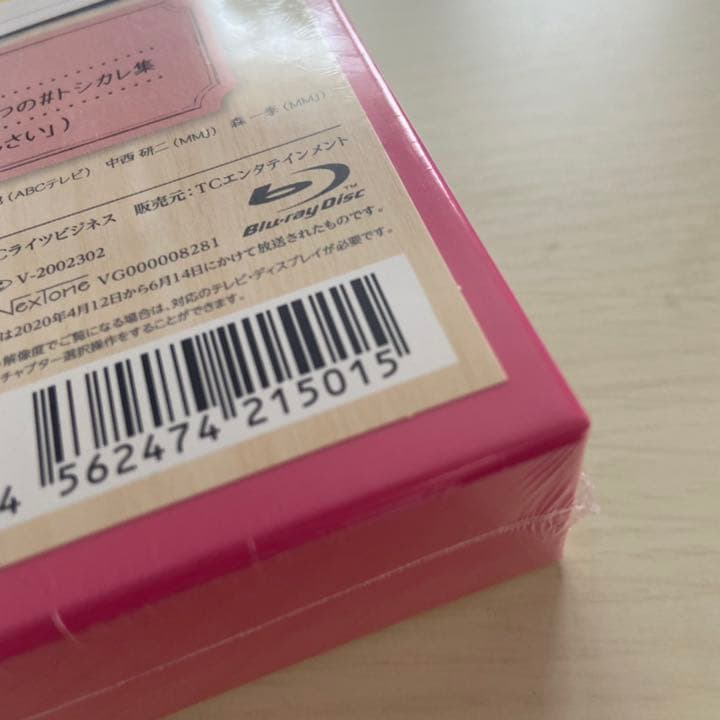 つの#トシカレ集
さい」)
(ABCテレビ) 中西 研二 (MMJ) 森 一季 (MMJ)
Cライツビジネス 販売元:TCエンタテインメント
Blu-ray Disc™
V-2002302
NexTone VG000008281
は2020年4月12日から6月14日にかけて放送されたものです。
解像度でご覧になる場合は、対応のテレビ・ディスプレイが必要です。
チャプター選択操作をすることができます。
4 562474 215015